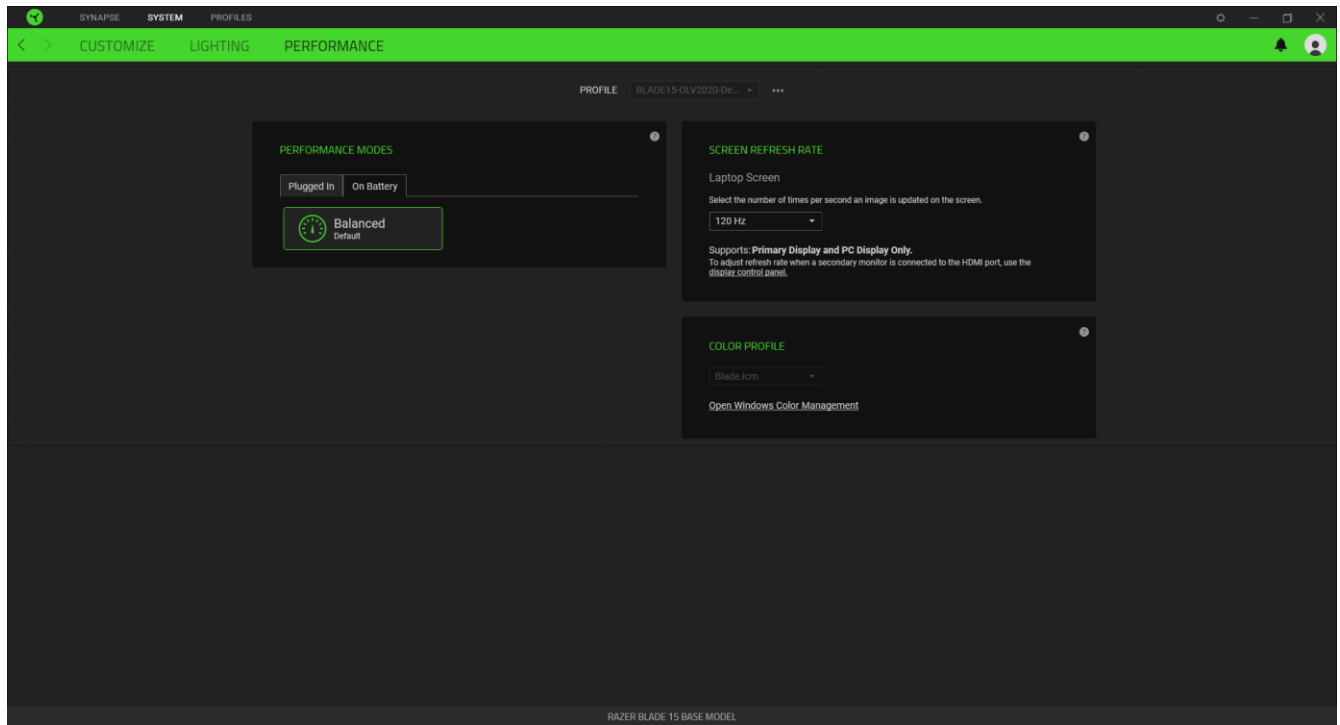 SYNAPSE SYSTEM PROFILES
CUSTOMIZE LIGHTING PERFORMANCE
PROFILE BLADE15-OLV2020-De...
PERFORMANCE MODES
Plugged In On Battery
Balanced
Default
SCREEN REFRESH RATE
Laptop Screen
Select the number of times per second an image is updated on the screen.
120 Hz
Supports: Primary Display and PC Display Only.
To adjust refresh rate when a secondary monitor is connected to the HDMI port, use the
display control panel.
COLOR PROFILE
Blade.icm
Open Windows Color Management
RAZER BLADE 15 BASE MODEL